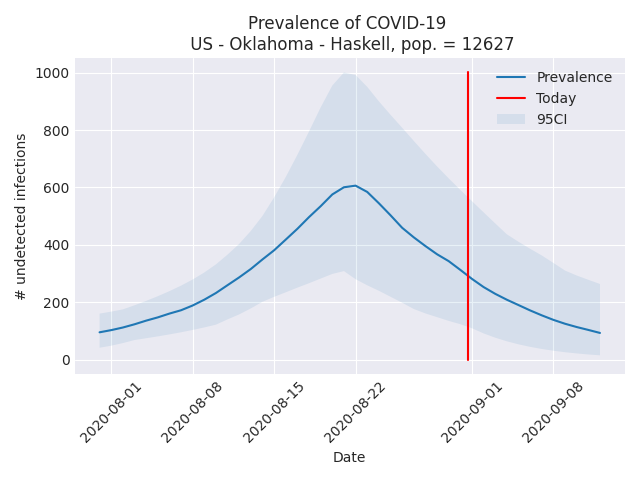 Prevalence of COVID-19
US - Oklahoma - Haskell, pop. = 12627
1000
800
600
400
200
0
# undetected infections
Prevalence
Today
95CI
2020-08-01
2020-08-08
2020-08-15
2020-08-22
2020-09-01
2020-09-08
Date